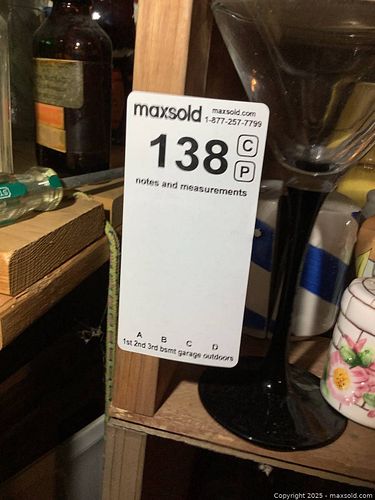 maxsold maxsold.com
1-877-257-7799
138 C
P
notes and measurements
A B C D
1st 2nd 3rd bsmt garage outdoors
Copyright 2025 - maxsold.com